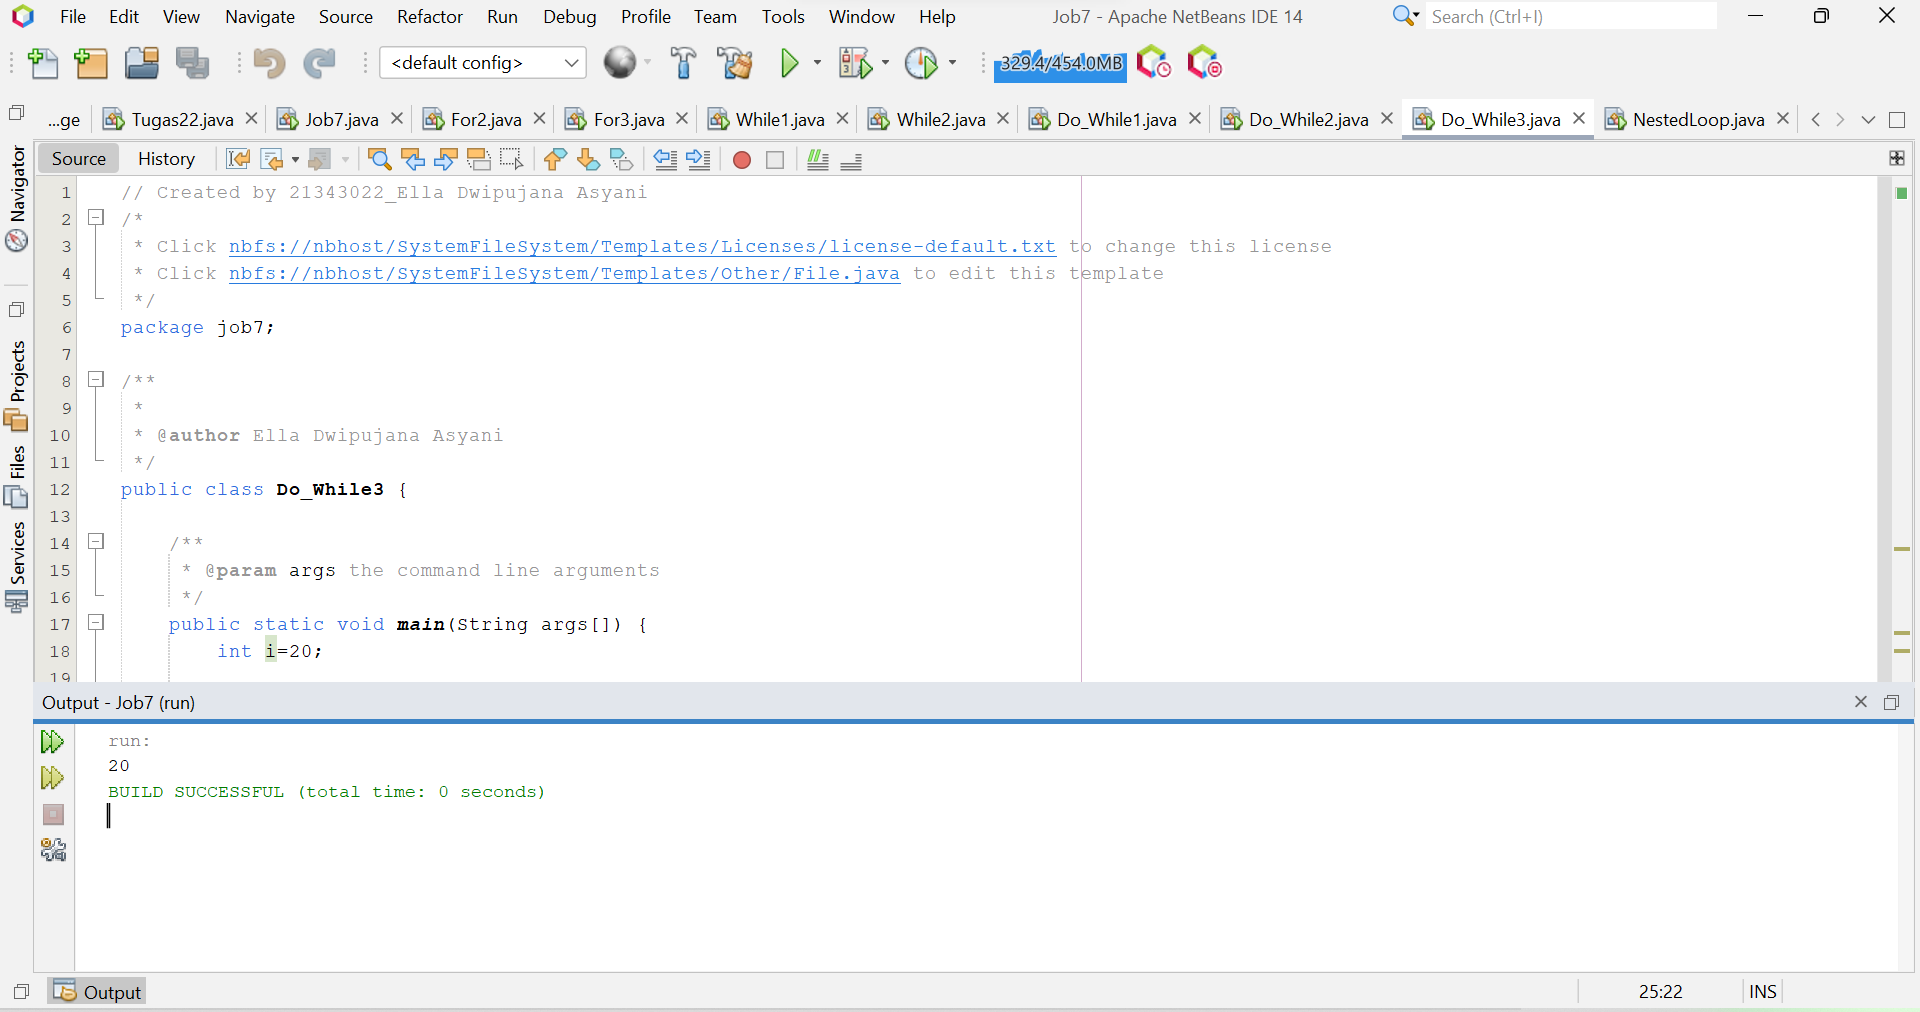 File Edit View Navigate Source Refactor Run Debug Profile Team Tools Window Help
Job7 - Apache NetBeans IDE 14
Search (Ctrl+I)
<default config>
329.4/454.0MB
...ge Tugas22.java Job7.java For2.java For3.java While1.java While2.java Do_While1.java Do_While2.java Do_While3.java NestedLoop.java
Source History
Navigator
Projects
Files
Services
1 // Created by 21343022_Ella Dwipujana Asyani
2 /*
3 * Click nbfs://nbhost/SystemFileSystem/Templates/Licenses/license-default.txt to change this license
4 * Click nbfs://nbhost/SystemFileSystem/Templates/Other/File.java to edit this template
5 */
6 package job7;
7
8 /**
9 *
10 * @author Ella Dwipujana Asyani
11 */
12 public class Do_While3 {
13
14 /**
15 * @param args the command line arguments
16 */
17 public static void main(String args[]) {
18 int i=20;
19
Output - Job7 (run)
run:
20
BUILD SUCCESSFUL (total time: 0 seconds)
Output
25:22 INS